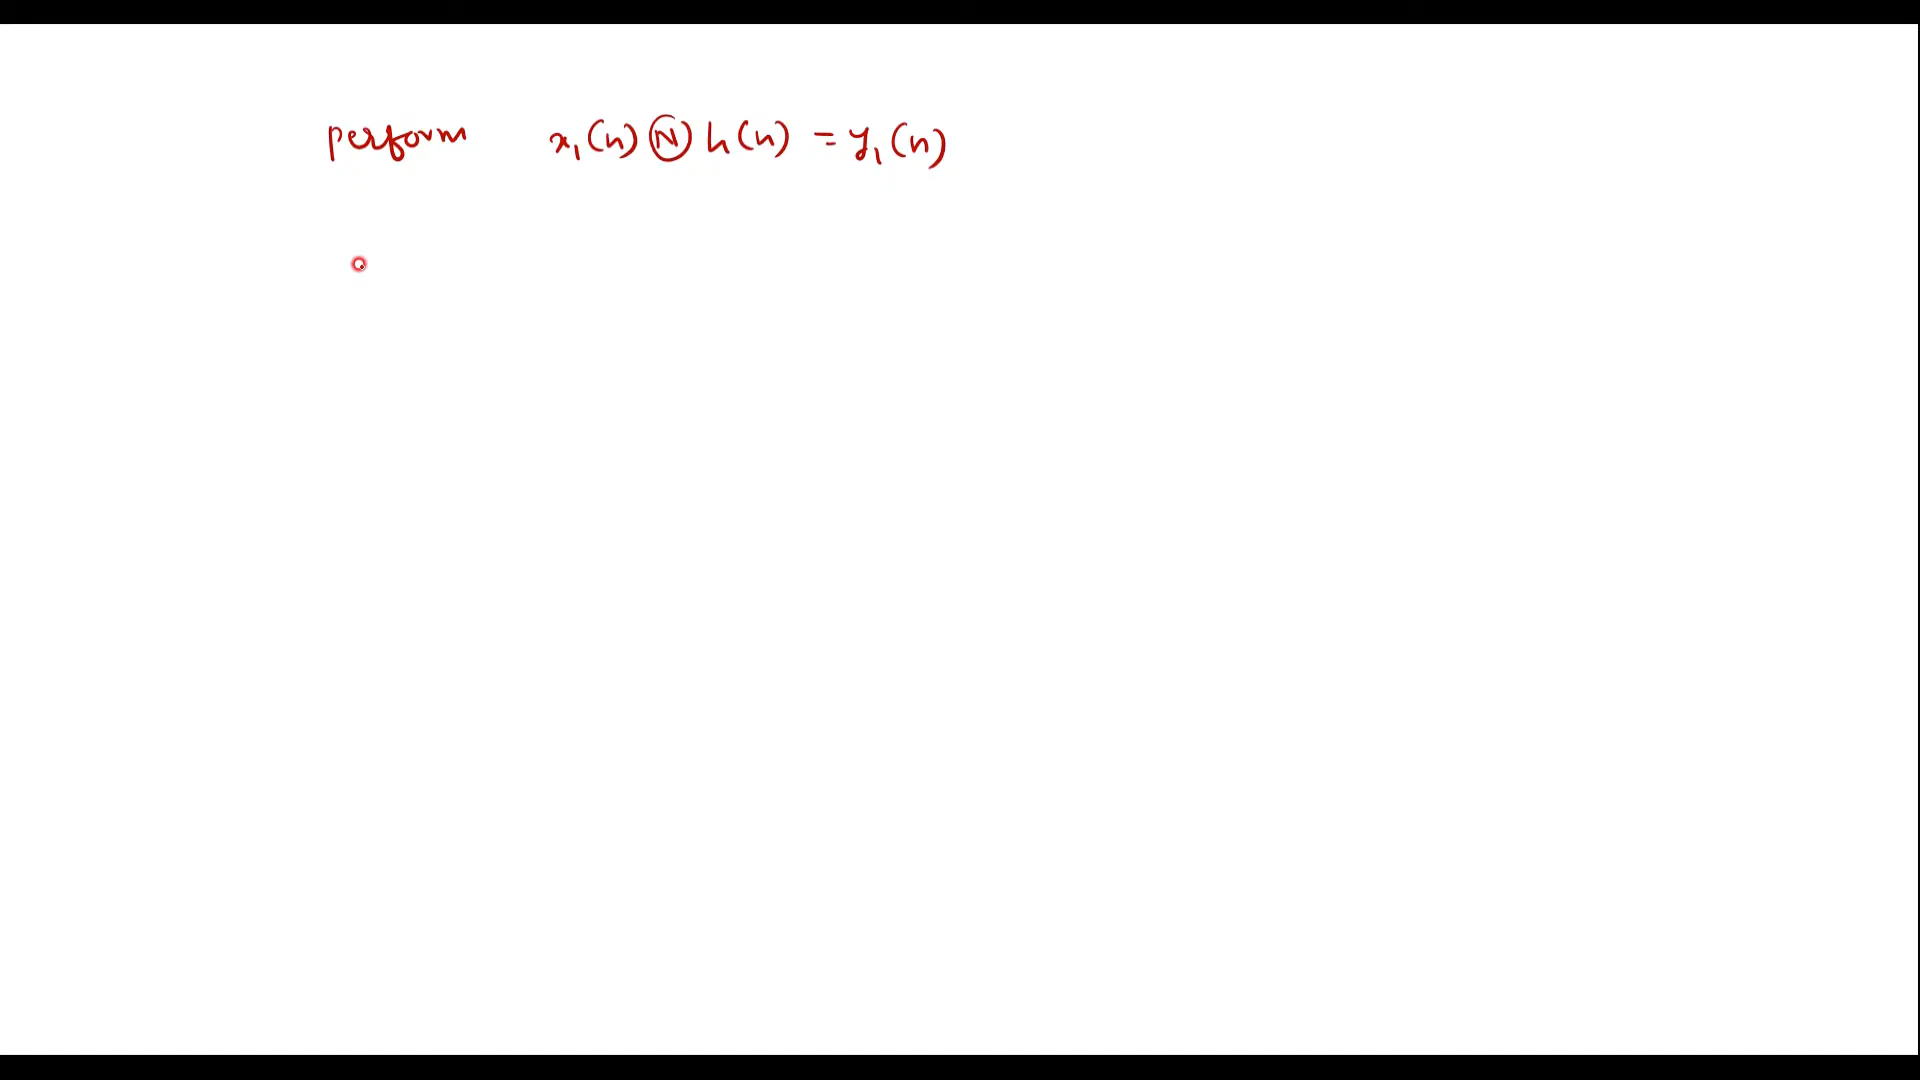 perform x₁(n) Ⓝ h(n) = y₁(n)